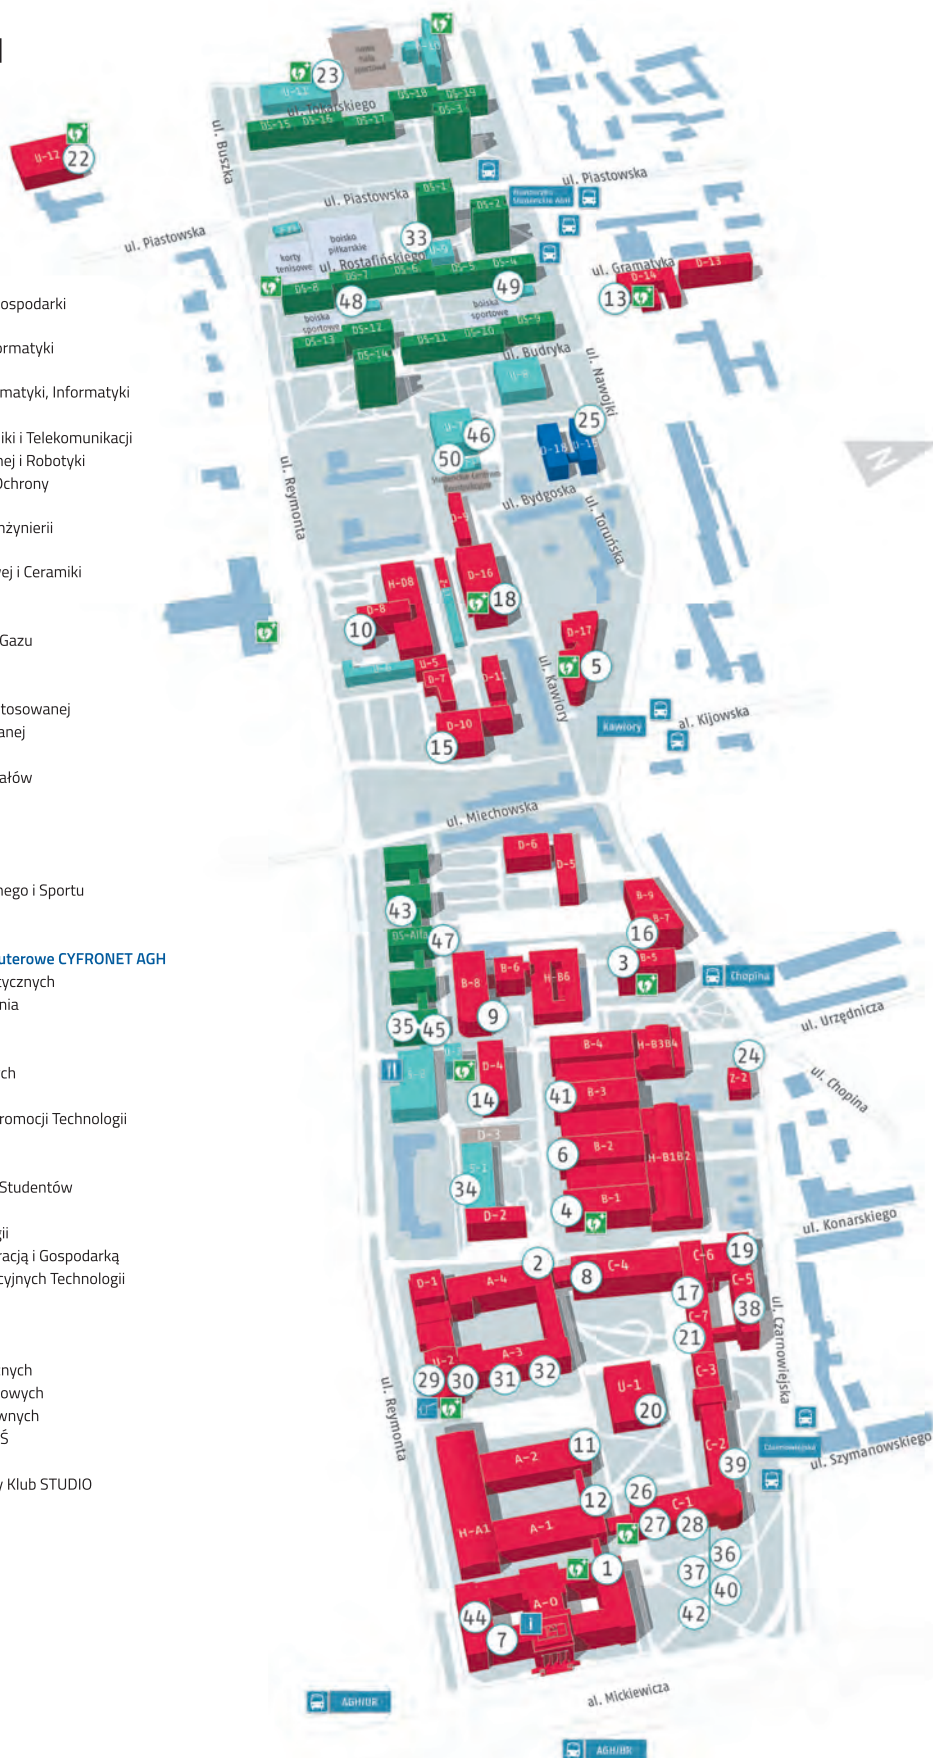 ospodarki
ormatyki
matyki, Informatyki
iki i Telekomunikacji
nej i Robotyki
Ochrony
nżynierii
vej i Ceramiki
Gazu
tosowanej
anej
ałów
nego i Sportu
uterowe CYFRONET AGH
tycznych
nia
ch
romocji Technologii
Studentów
gii
racją i Gospodarką
cyjnych Technologii
znych
owych
wnych
Ś
y Klub STUDIO
U-11
23
ul. Tokarskiego
DS-18
DS-19
DS-15
DS-16
DS-17
DS-3
ul. Buszka
U-12
22
ul. Piastowska
ul. Piastowska
ul. Piastowska
DS-1
DS-2
33
boisko
piłkarskie
korty
tenisowe
ul. Rostafińskiego
DS-8
DS-7
DS-6
DS-5
DS-4
48
49
boiska
sportowe
boiska
sportowe
ul. Gramatyka
D-14
D-13
13
DS-13
DS-12
DS-14
DS-11
DS-10
DS-9
ul. Budryka
ul. Nawojki
U-7
46
50
25
D-18
D-15
N
ul. Reymonta
ul. Bydgoska
ul. Toruńska
D-9
D-16
18
H-D8
D-8
10
D-17
5
U-5
D-7
D-11
D-10
15
ul. Kawiory
Kawiory
al. Kijowska
ul. Miechowska
D-6
D-5
43
DS-Alfa
47
35
45
B-9
B-7
16
B-5
3
B-8
B-6
H-B6
9
Chopina
ul. Urzędnicza
ul. Chopina
B-4
H-B3B4
24
Z-2
D-4
14
B-3
41
D-3
S-1
34
B-2
6
H-B1B2
B-1
4
D-2
ul. Konarskiego
2
C-4
8
C-6
19
C-5
38
17
C-7
21
D-1
A-4
A-3
U-2
29
30
31
32
C-3
U-1
20
ul. Czarnowiejska
ul. Reymonta
A-2
11
C-2
39
Czarnowiejska
ul. Szymanowskiego
26
12
C-1
27
28
H-A1
A-1
1
36
37
40
42
A-0
44
7
al. Mickiewicza
AGH/UR
AGH/UR